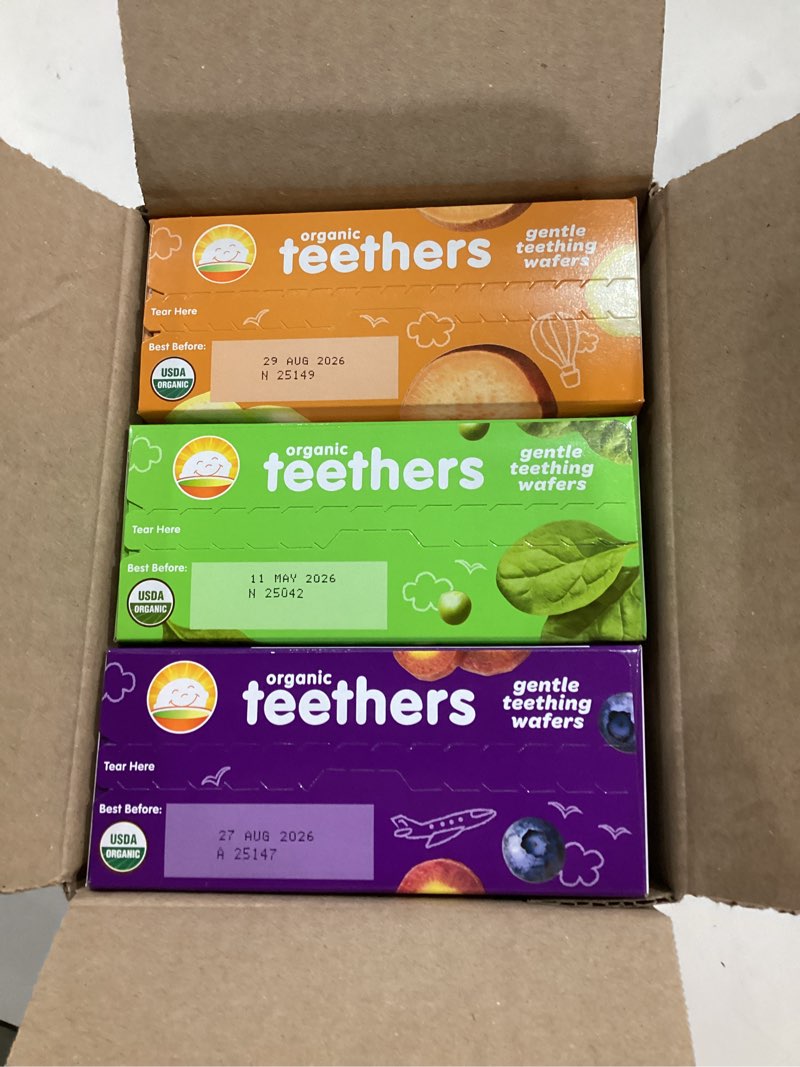 organic
teethers
gentle
teething
wafers
Tear Here
Best Before:
USDA
ORGANIC
29 AUG 2026
N 25149
organic
teethers
gentle
teething
wafers
Tear Here
Best Before:
USDA
ORGANIC
11 MAY 2026
N 25042
organic
teethers
gentle
teething
wafers
Tear Here
Best Before:
USDA
ORGANIC
27 AUG 2026
A 25147